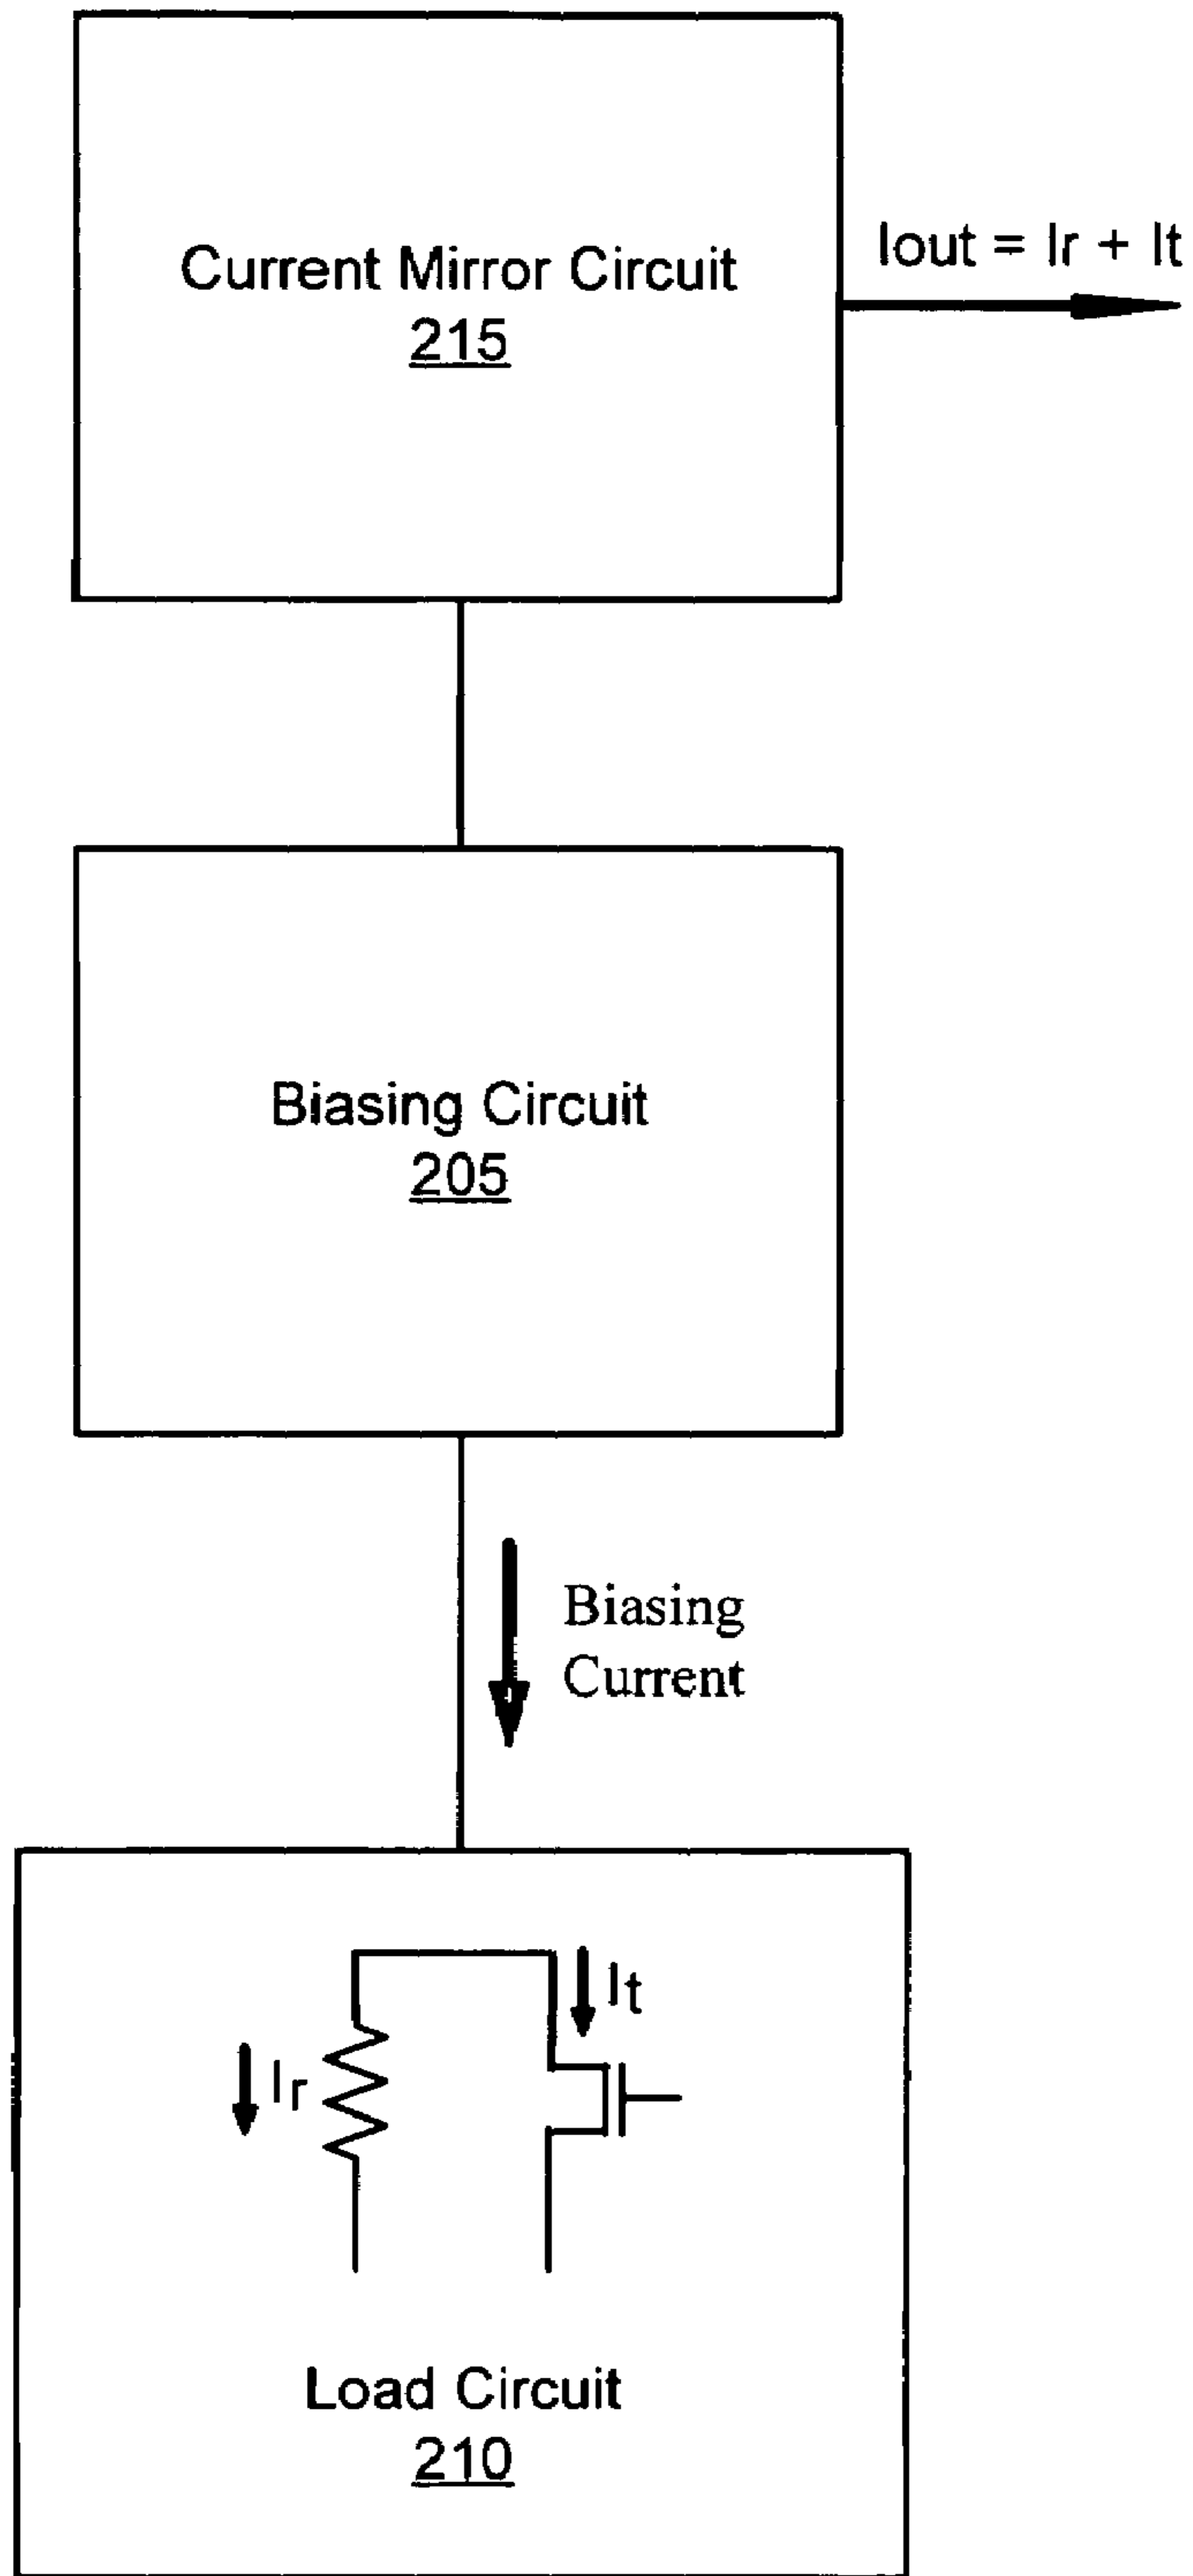 Current Mirror Circuit
215
Iout = Ir + It
Biasing Circuit
205
Biasing
Current
It
Ir
Load Circuit
210